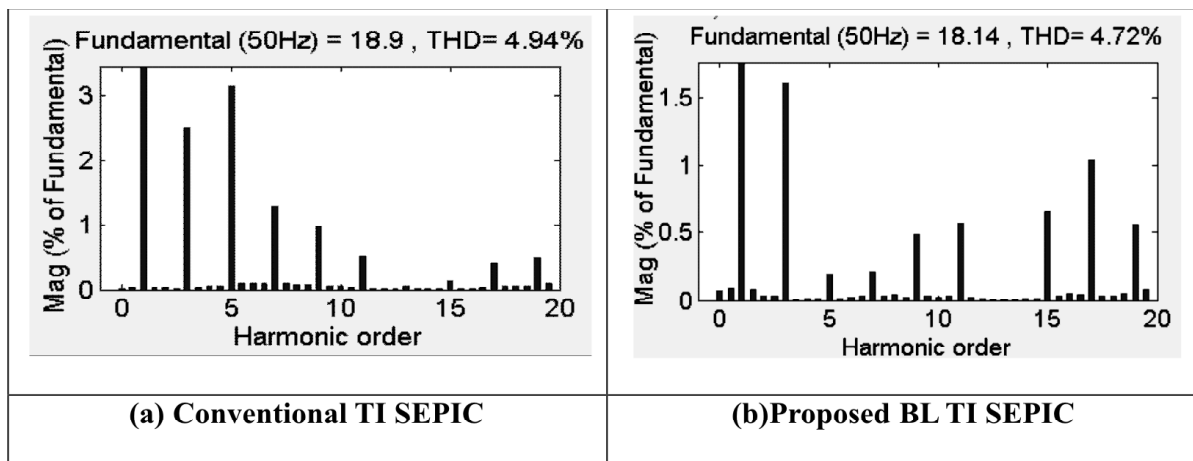 Fundamental (50Hz) = 18.9 , THD= 4.94%
Mag (% of Fundamental)
3
2
1
0
0 5 10 15 20
Harmonic order
(a) Conventional TI SEPIC
Fundamental (50Hz) = 18.14 , THD= 4.72%
Mag (% of Fundamental)
1.5
1
0.5
0
0 5 10 15 20
Harmonic order
(b)Proposed BL TI SEPIC